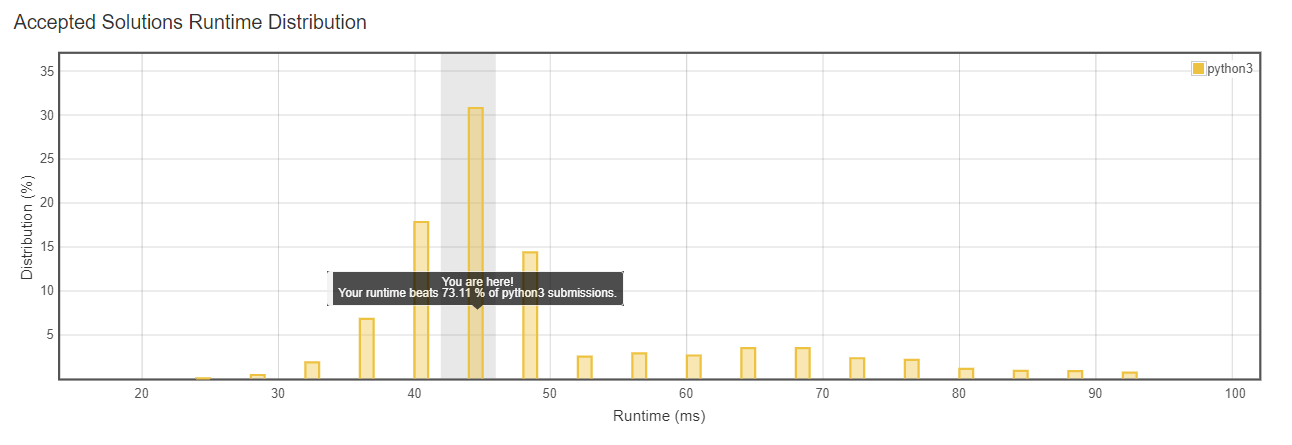 Accepted Solutions Runtime Distribution
python3
35
30
25
20
15
10
5
Distribution (%)
You are here!
Your runtime beats 73.11 % of python3 submissions.
20 30 40 50 60 70 80 90 100
Runtime (ms)